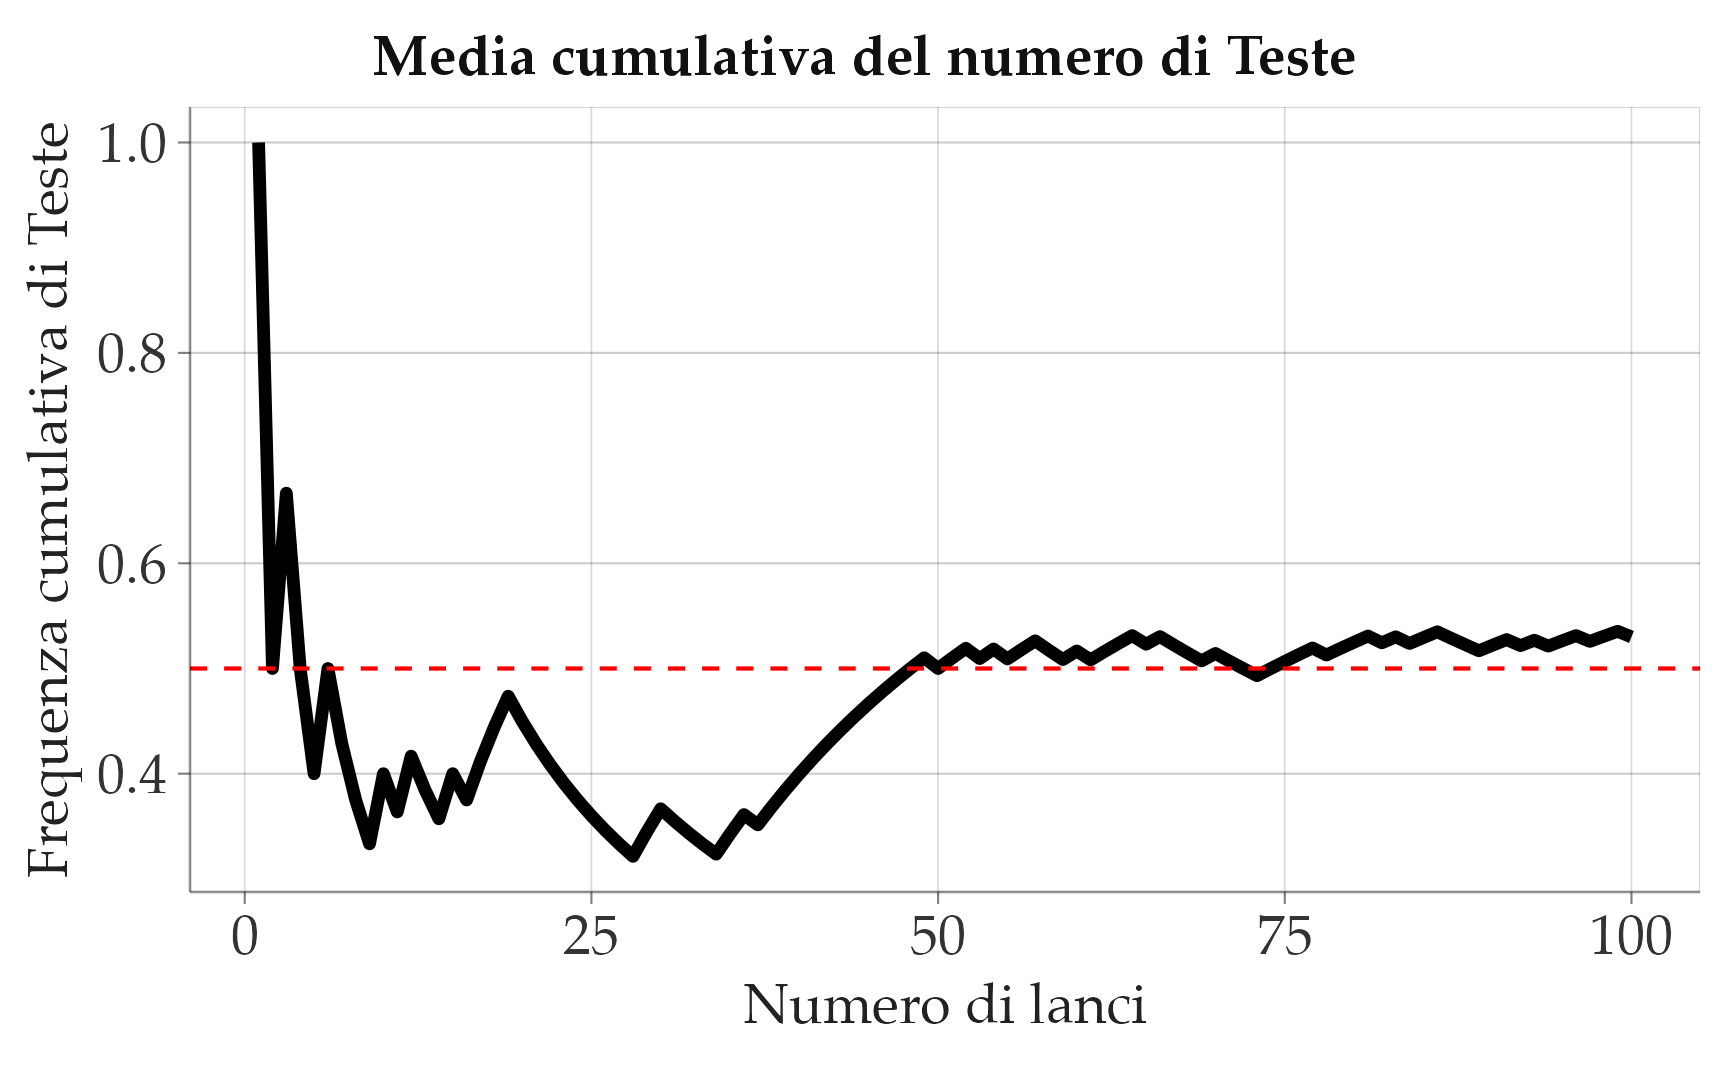 Media cumulativa del numero di Teste
Frequenza cumulativa di Teste
1.0
0.8
0.6
0.4
0 25 50 75 100
Numero di lanci